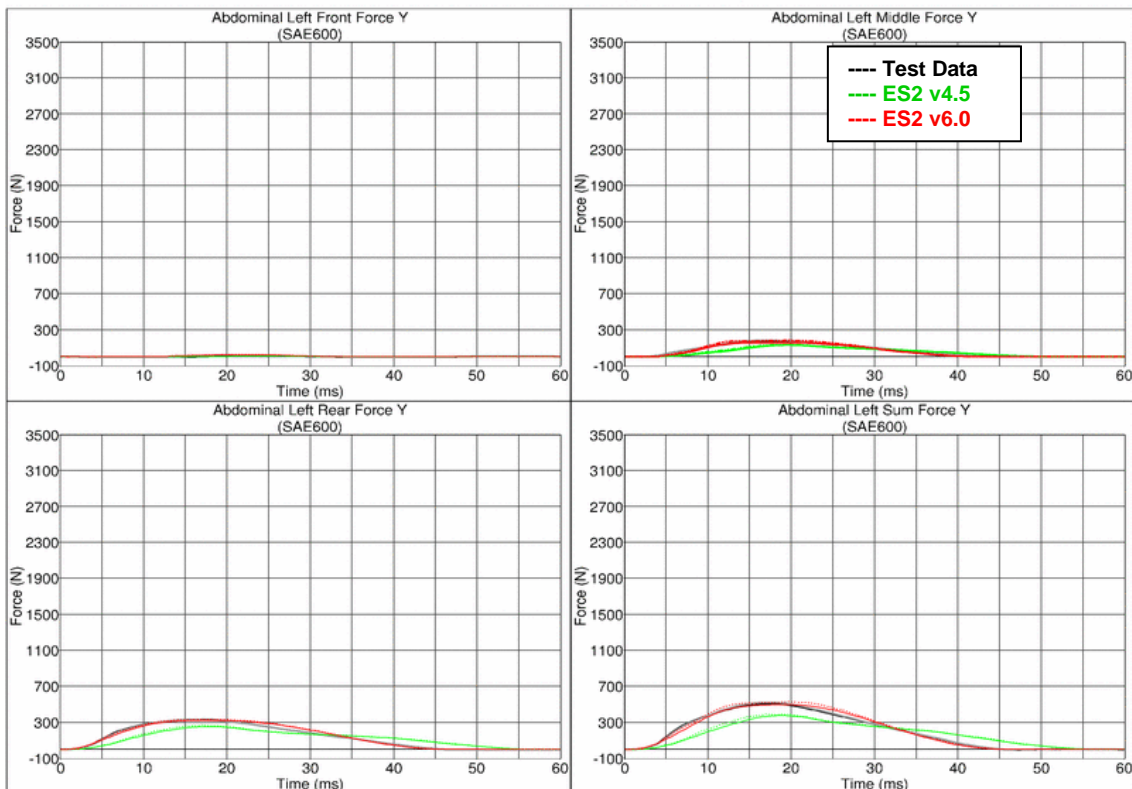 Abdominal Left Front Force Y
(SAE600)
3500
3100
2700
2300
1900
1500
1100
700
300
-100
Force (N)
0 10 20 30 40 50 60
Time (ms)
Abdominal Left Middle Force Y
(SAE600)
---- Test Data
---- ES2 v4.5
---- ES2 v6.0
3500
3100
2700
2300
1900
1500
1100
700
300
-100
Force (N)
0 10 20 30 40 50 60
Time (ms)
Abdominal Left Rear Force Y
(SAE600)
3500
3100
2700
2300
1900
1500
1100
700
300
-100
Force (N)
0 10 20 30 40 50 60
Time (ms)
Abdominal Left Sum Force Y
(SAE600)
3500
3100
2700
2300
1900
1500
1100
700
300
-100
Force (N)
0 10 20 30 40 50 60
Time (ms)